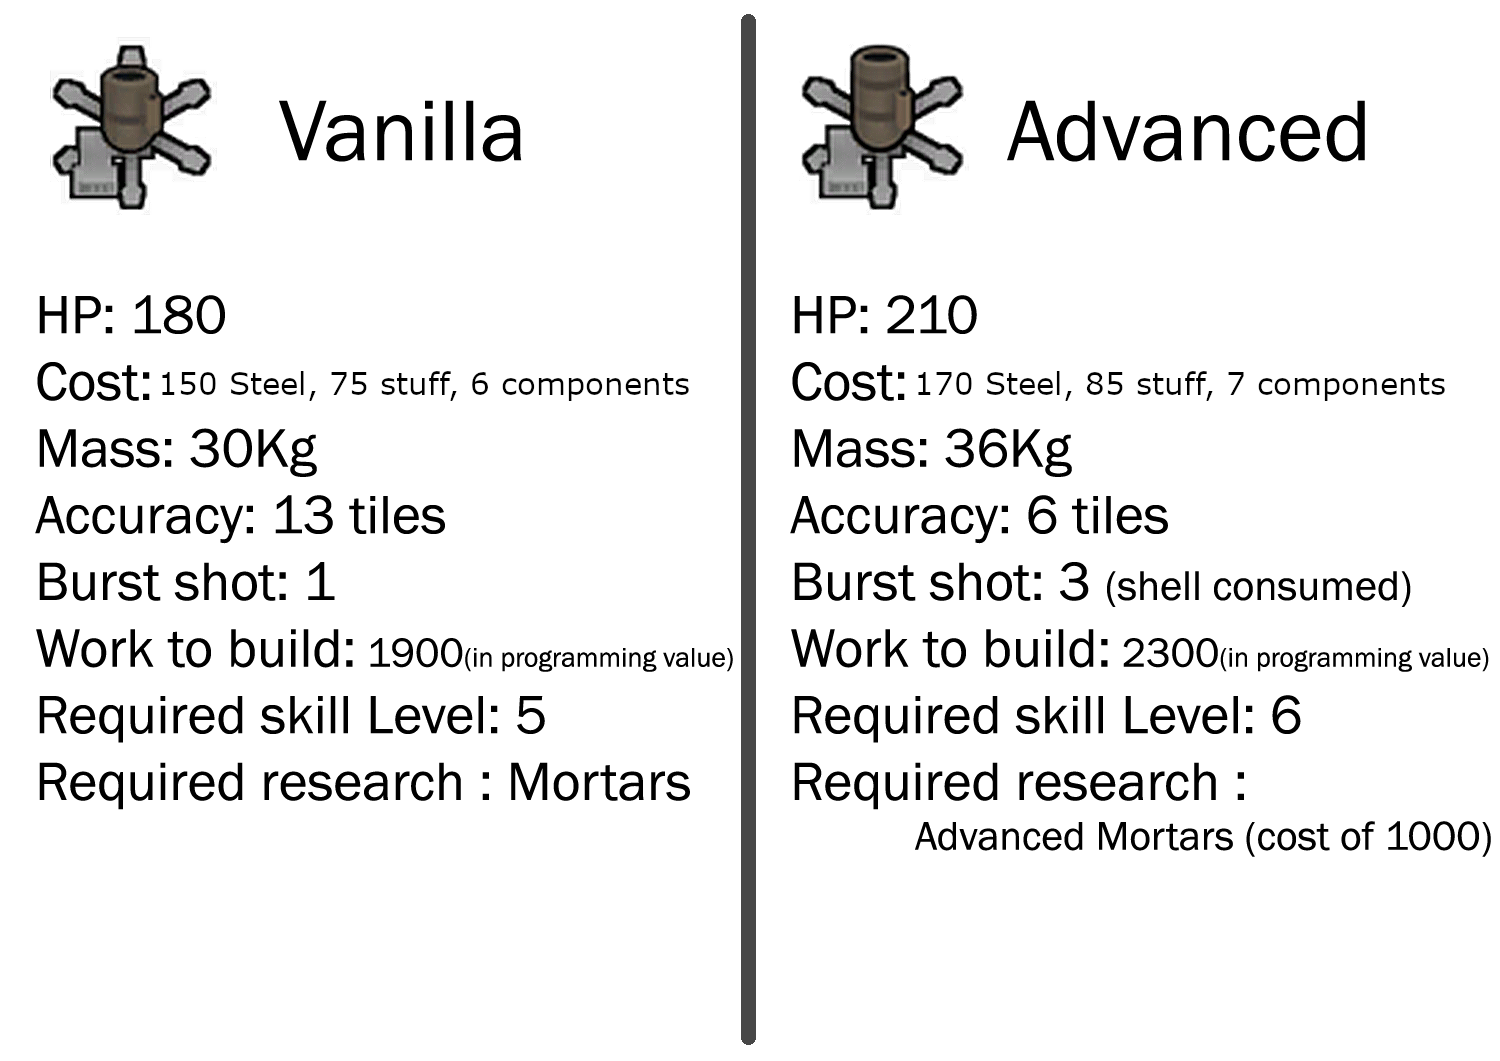 Vanilla
HP: 180
Cost: 150 Steel, 75 stuff, 6 components
Mass: 30Kg
Accuracy: 13 tiles
Burst shot: 1
Work to build: 1900(in programming value)
Required skill Level: 5
Required research : Mortars
Advanced
HP: 210
Cost: 170 Steel, 85 stuff, 7 components
Mass: 36Kg
Accuracy: 6 tiles
Burst shot: 3 (shell consumed)
Work to build: 2300(in programming value)
Required skill Level: 6
Required research :
Advanced Mortars (cost of 1000)